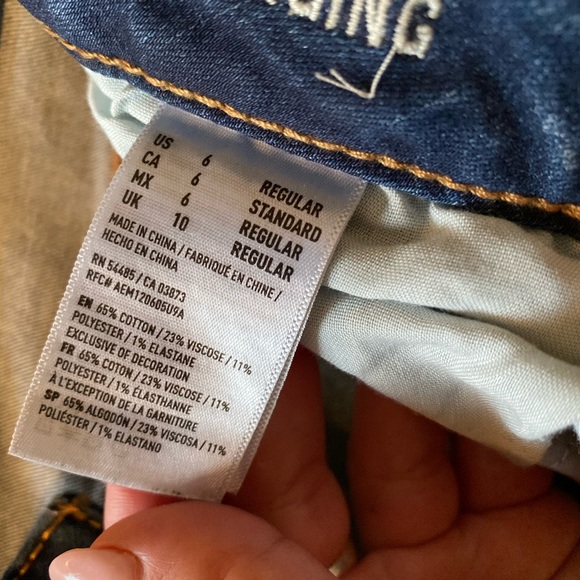 ING
US 6 REGULAR
CA 6 STANDARD
MX 6 REGULAR
UK 10 REGULAR
MADE IN CHINA / FABRIQUÉ EN CHINE /
HECHO EN CHINA
RN 54485 / CA 03873
RFC# AEM1206050U9A
EN 65% COTTON / 23% VISCOSE / 11%
POLYESTER / 1% ELASTANE
EXCLUSIVE OF DECORATION
FR 65% COTON / 23% VISCOSE / 11%
POLYESTER / 1% ÉLASTHANNE
À L'EXCEPTION DE LA GARNITURE
SP 65% ALGODÓN / 23% VISCOSA / 11%
POLIÉSTER / 1% ELASTANO